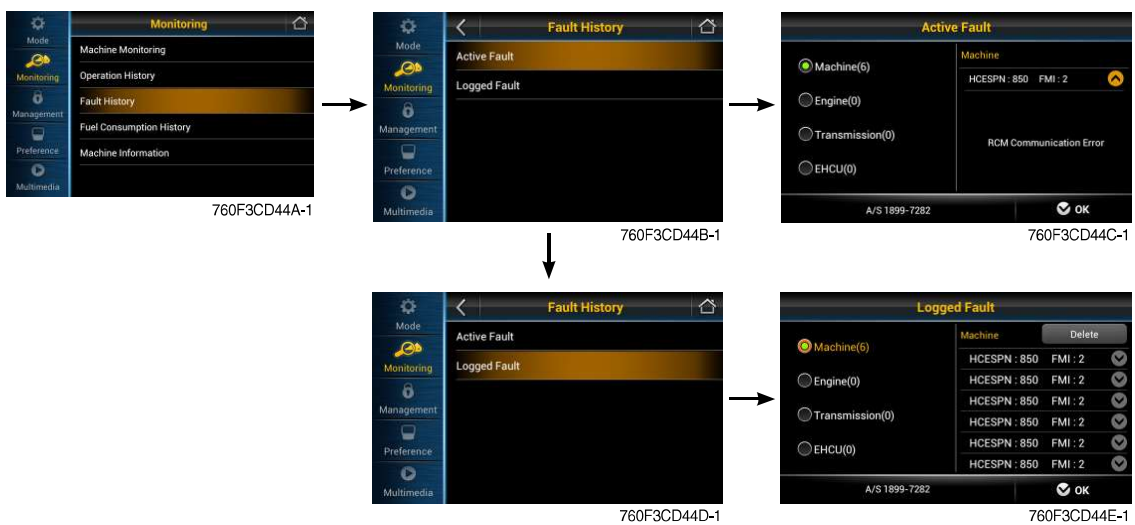 Monitoring
Mode
Monitoring
Management
Preference
Multimedia
Machine Monitoring
Operation History
Fault History
Fuel Consumption History
Machine Information
760F3CD44A-1
Fault History
Mode
Monitoring
Management
Preference
Multimedia
Active Fault
Logged Fault
760F3CD44B-1
Active Fault
Machine(6)
Engine(0)
Transmission(0)
EHCU(0)
Machine
HCESPN : 850 FMI : 2
RCM Communication Error
A/S 1899-7282
OK
760F3CD44C-1
Fault History
Mode
Monitoring
Management
Preference
Multimedia
Active Fault
Logged Fault
760F3CD44D-1
Logged Fault
Machine(6)
Engine(0)
Transmission(0)
EHCU(0)
Machine
Delete
HCESPN : 850 FMI : 2
HCESPN : 850 FMI : 2
HCESPN : 850 FMI : 2
HCESPN : 850 FMI : 2
HCESPN : 850 FMI : 2
HCESPN : 850 FMI : 2
A/S 1899-7282
OK
760F3CD44E-1